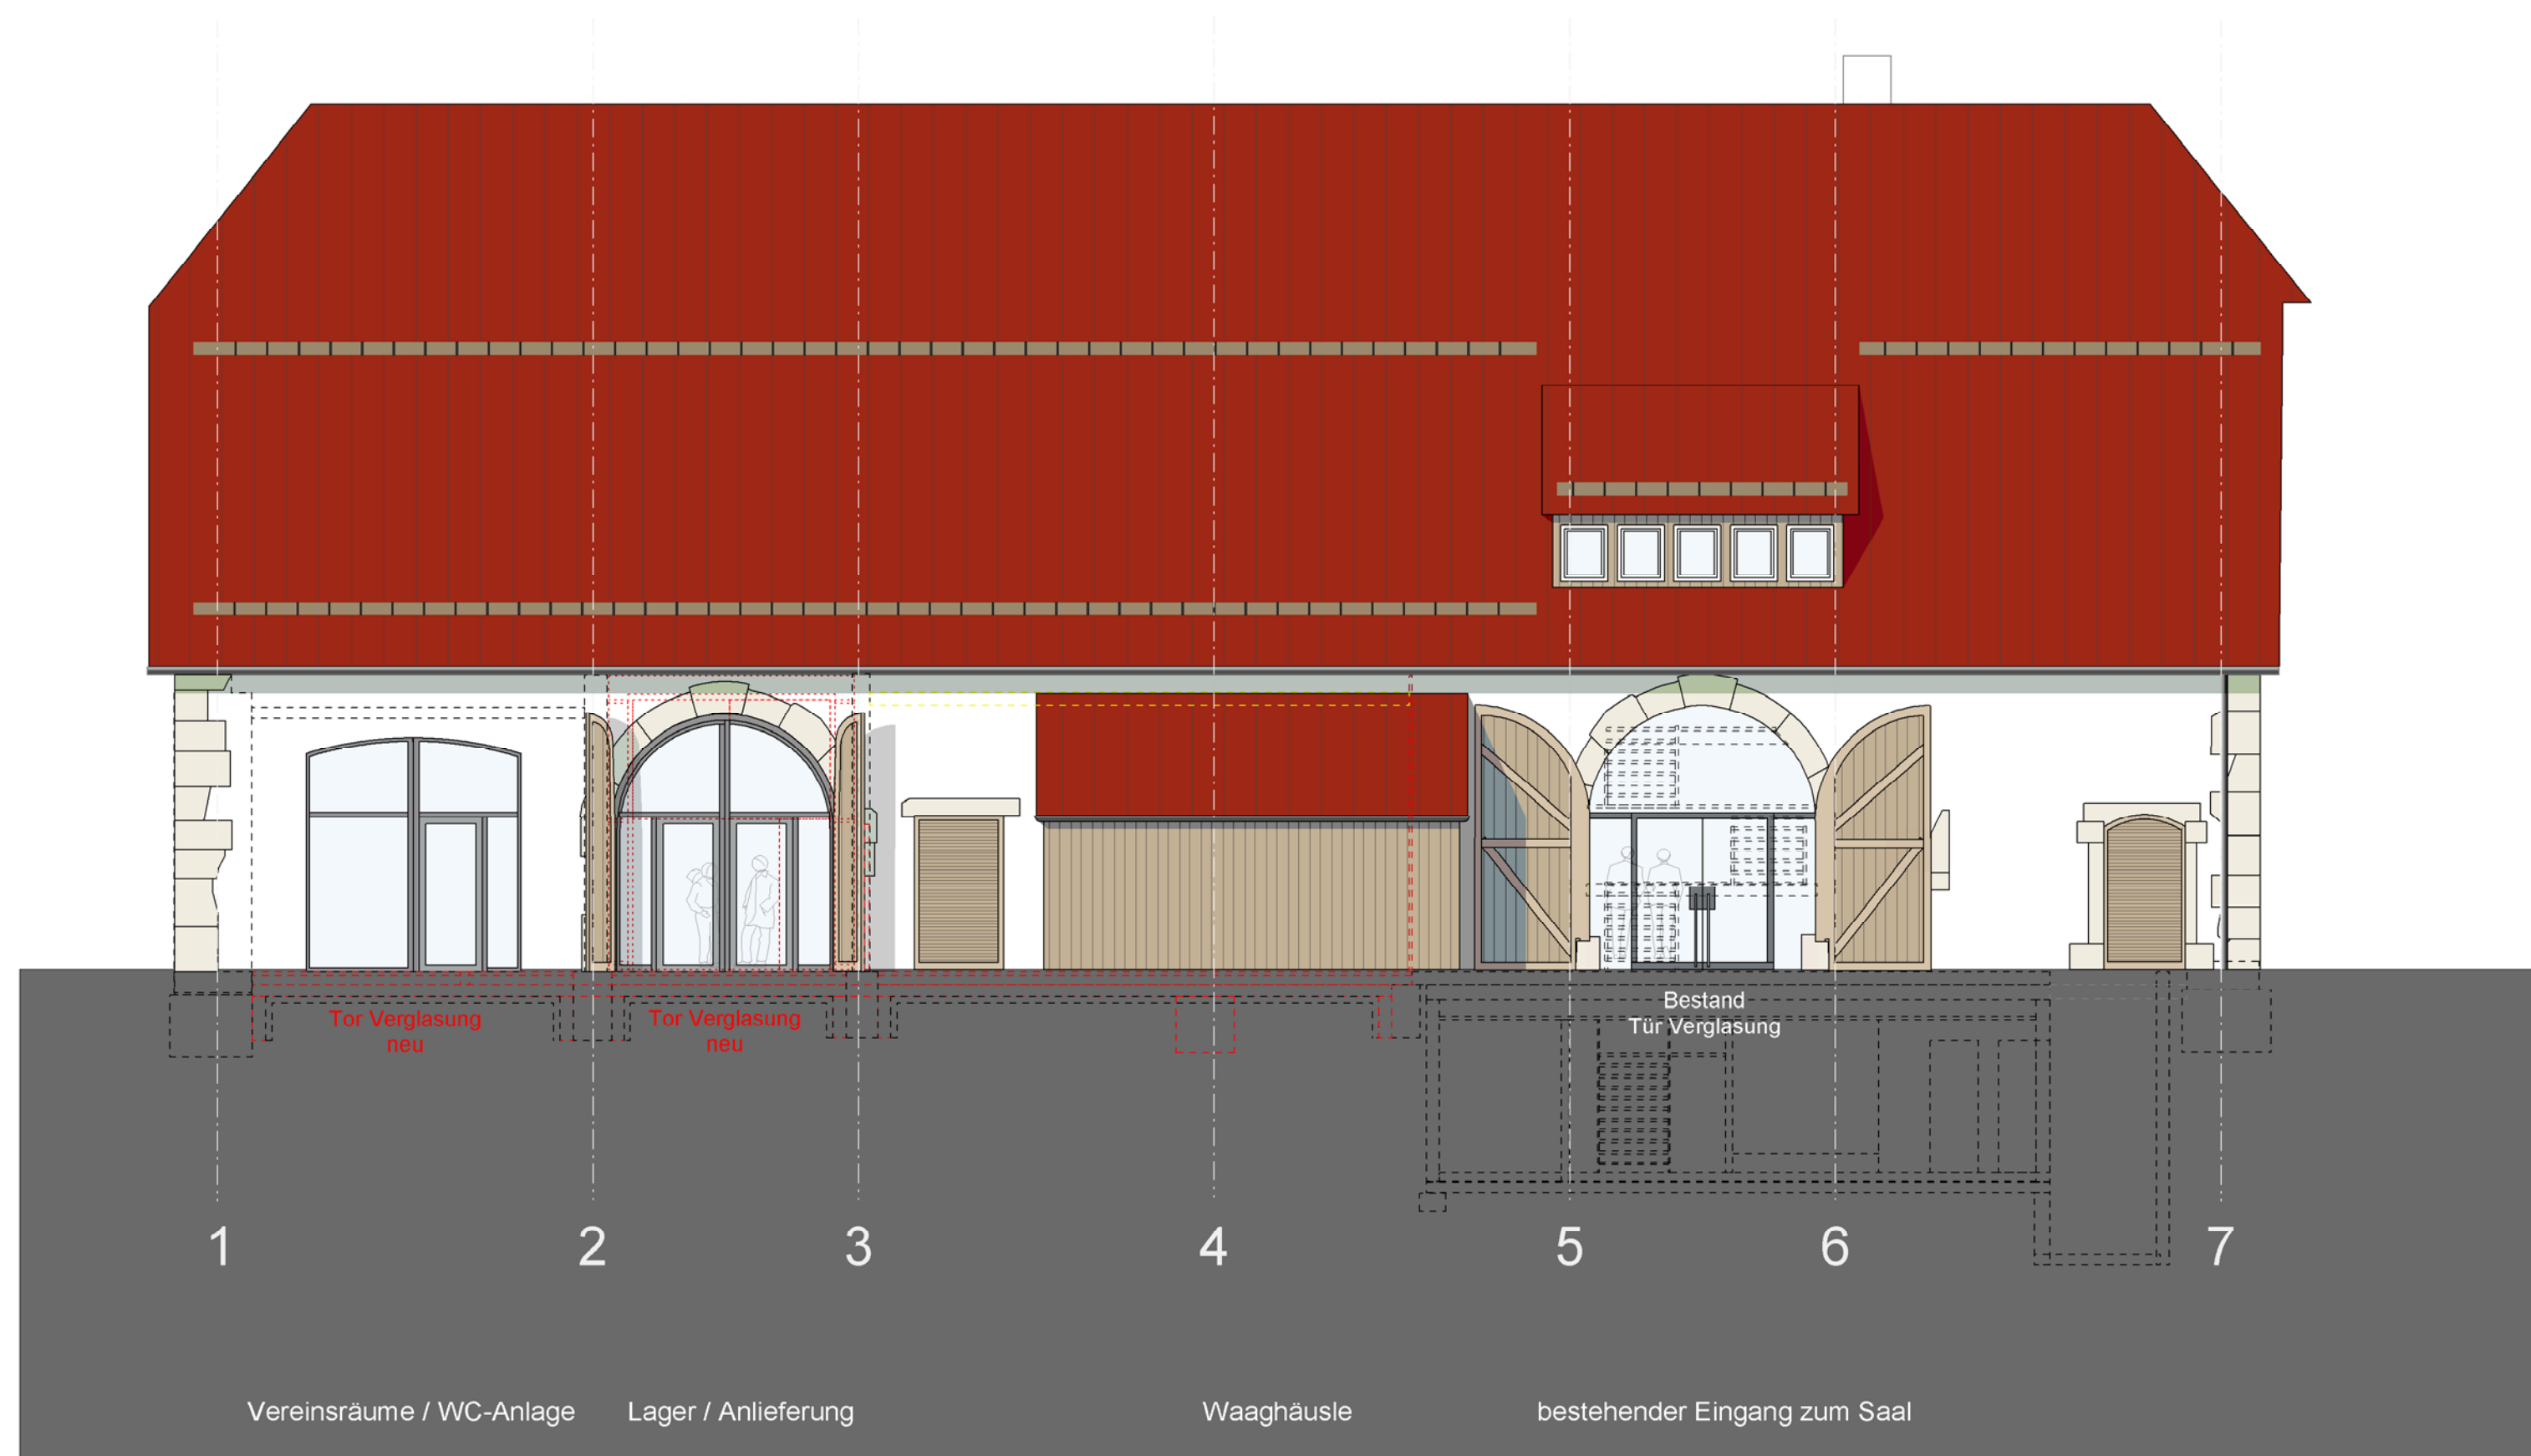 Tor Verglasung
neu
Tor Verglasung
neu
Bestand
Tür Verglasung
1
2
3
4
5
6
7
Vereinsräume / WC-Anlage
Lager / Anlieferung
Waaghäusle
bestehender Eingang zum Saal